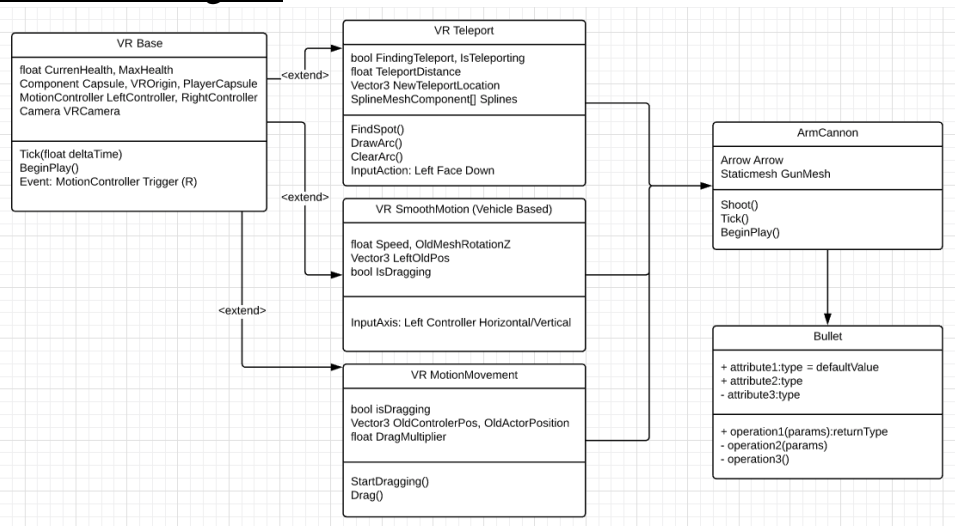 VR Base
float CurrenHealth, MaxHealth
Component Capsule, VROrigin, PlayerCapsule
MotionController LeftController, RightController
Camera VRCamera
Tick(float deltaTime)
BeginPlay()
Event: MotionController Trigger (R)
<extend>
<extend>
<extend>
VR Teleport
bool FindingTeleport, IsTeleporting
float TeleportDistance
Vector3 NewTeleportLocation
SplineMeshComponent[] Splines
FindSpot()
DrawArc()
ClearArc()
InputAction: Left Face Down
VR SmoothMotion (Vehicle Based)
float Speed, OldMeshRotationZ
Vector3 LeftOldPos
bool IsDragging
InputAxis: Left Controller Horizontal/Vertical
VR MotionMovement
bool isDragging
Vector3 OldControlerPos, OldActorPosition
float DragMultiplier
StartDragging()
Drag()
ArmCannon
Arrow Arrow
Staticmesh GunMesh
Shoot()
Tick()
BeginPlay()
Bullet
+ attribute1:type = defaultValue
+ attribute2:type
- attribute3:type
+ operation1(params):returnType
- operation2(params)
- operation3()